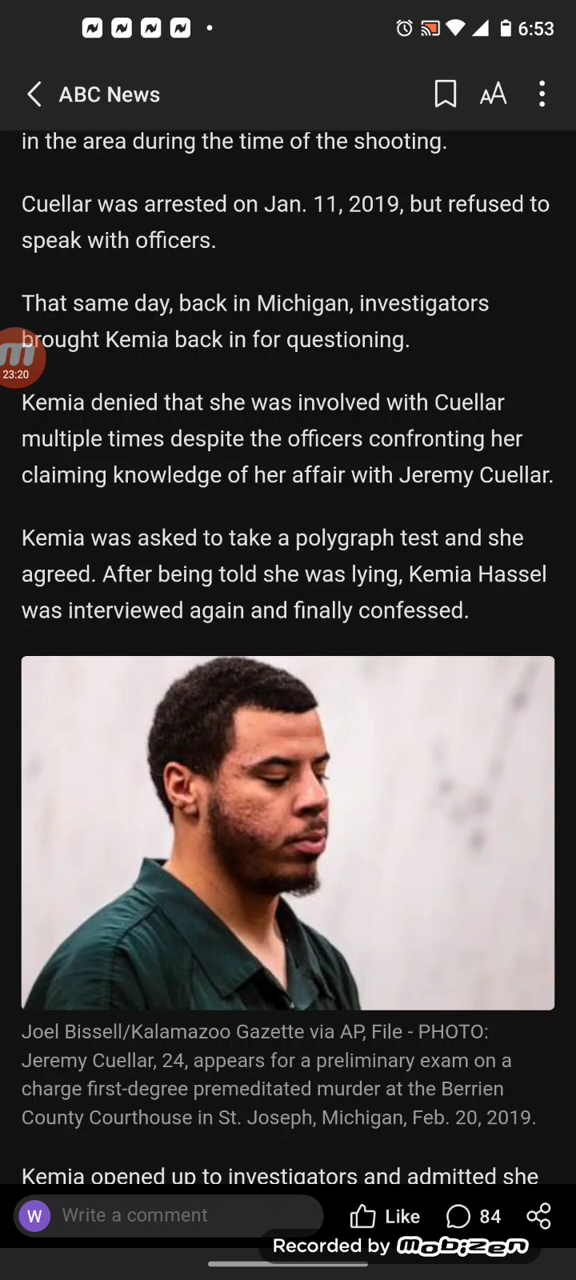 6:53
ABC News
in the area during the time of the shooting.
Cuellar was arrested on Jan. 11, 2019, but refused to
speak with officers.
That same day, back in Michigan, investigators
brought Kemia back in for questioning.
23:20
Kemia denied that she was involved with Cuellar
multiple times despite the officers confronting her
claiming knowledge of her affair with Jeremy Cuellar.
Kemia was asked to take a polygraph test and she
agreed. After being told she was lying, Kemia Hassel
was interviewed again and finally confessed.
Joel Bissell/Kalamazoo Gazette via AP, File - PHOTO:
Jeremy Cuellar, 24, appears for a preliminary exam on a
charge first-degree premeditated murder at the Berrien
County Courthouse in St. Joseph, Michigan, Feb. 20, 2019.
Kemia opened up to investigators and admitted she
W Write a comment Like 84
Recorded by mobizen